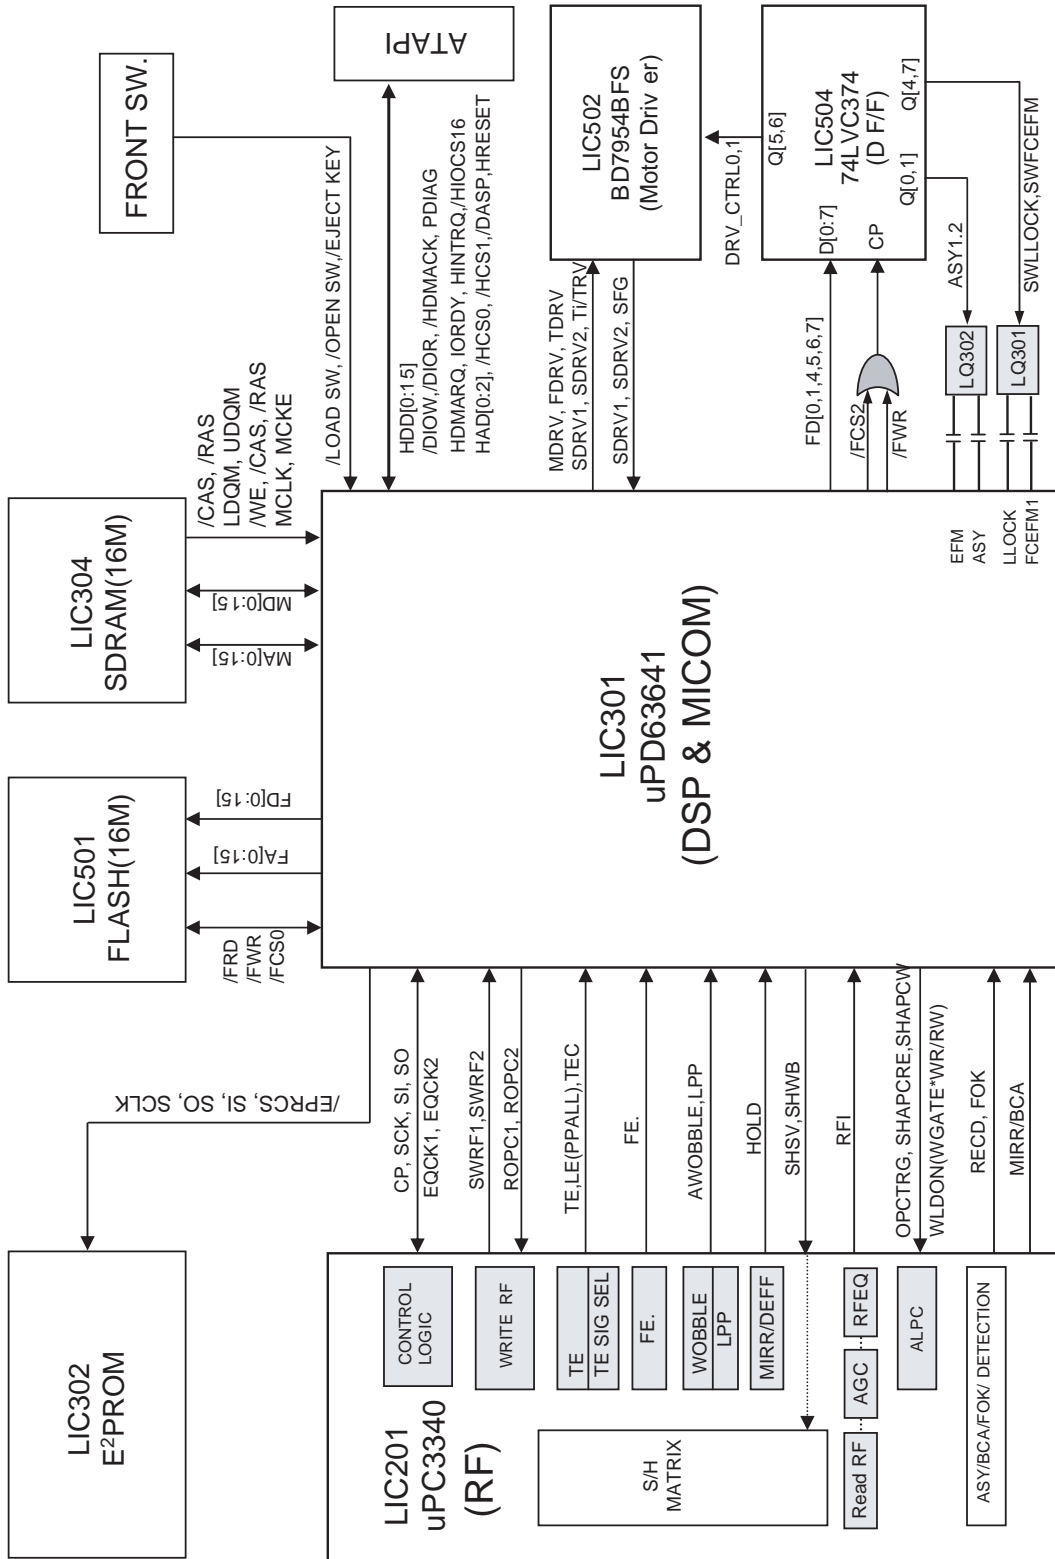 LIC302
E²PROM
/EPRCS, SI, SO, SCLK
LIC501
FLASH(16M)
/FRD
/FWR
/FCS0
FA[0:15]
FD[0:15]
LIC304
SDRAM(16M)
MA[0:15]
MD[0:15]
/CAS, /RAS
LDQM, UDQM
/WE, /CAS, /RAS
MCLK, MCKE
FRONT SW.
/LOAD SW, /OPEN SW,/EJECT KEY
ATAPI
HDD[0:15]
/DIOW,/DIOR, /HDMACK, PDIAG
HDMARQ, IORDY, HINTRQ,/HIOCS16
HAD[0:2], /HCS0, /HCS1,/DASP,HRESET
LIC201
uPC3340
(RF)
CONTROL
LOGIC
CP, SCK, SI, SO
EQCK1, EQCK2
WRITE RF
SWRF1,SWRF2
ROPC1, ROPC2
TE
TE SIG SEL
TE,LE(PPALL),TEC
FE.
FE.
WOBBLE
LPP
AWOBBLE,LPP
MIRR/DEFF
HOLD
S/H
MATRIX
SHSV,SHWB
Read RF
AGC
RFEQ
RFI
ALPC
OPCTRG, SHAPCRE,SHAPCW
WLDON(WGATE*WR/RW)
ASY/BCA/FOK/ DETECTION
RECD, FOK
MIRR/BCA
LIC301
uPD63641
(DSP & MICOM)
MDRV, FDRV, TDRV
SDRV1, SDRV2, Ti/TRV
SDRV1, SDRV2, SFG
LIC502
BD7954BFS
(Motor Driv er)
DRV_CTRL0,1
FD[0,1,4,5,6,7]
/FCS2
/FWR
D[0:7]
CP
Q[5,6]
LIC504
74LVC374
(D F/F)
Q[0,1]
Q[4,7]
ASY1.2
SWLLOCK,SWFCEFM
EFM
ASY
LQ302
LLOCK
FCEFM1
LQ301